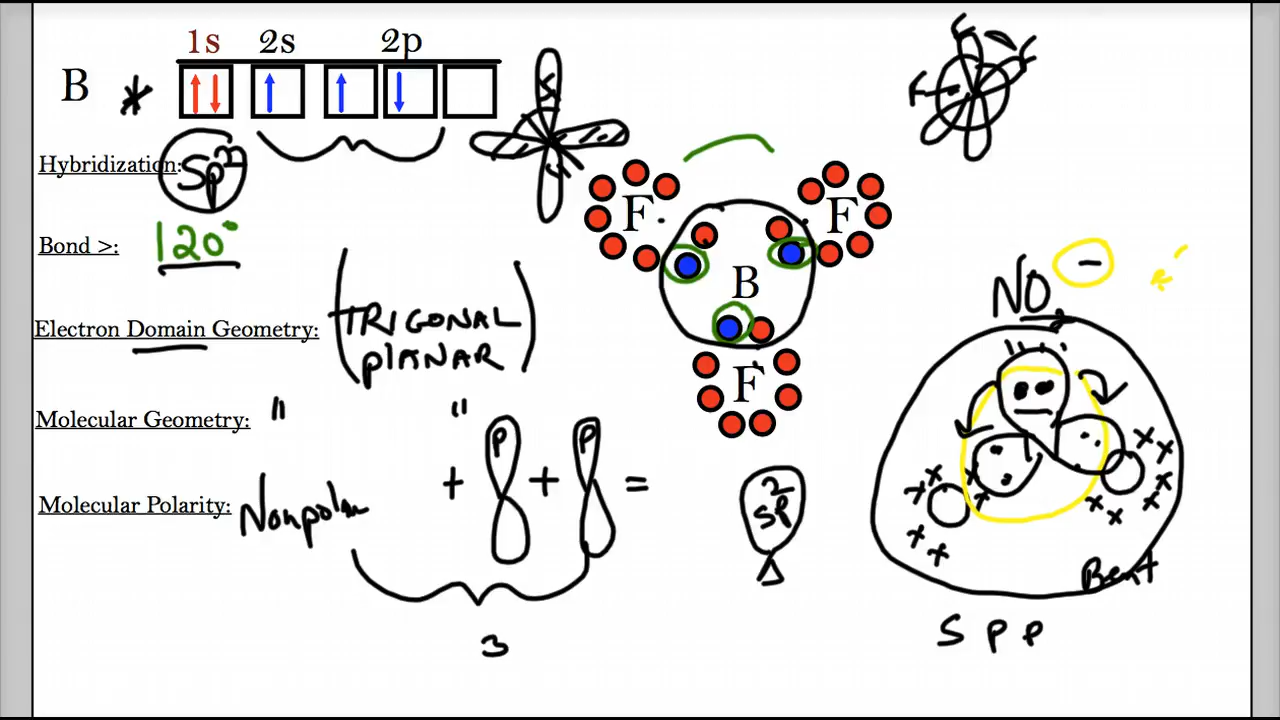 1s 2s 2p
B *
Hybridization: Sp²
Bond >: 120°
Electron Domain Geometry: TRIGONAL
PLANAR
Molecular Geometry: " "
Molecular Polarity: Nonpolar
+ p + p =
3
F F
B
F
sp²
F F
F
NO -
Bent
S P P